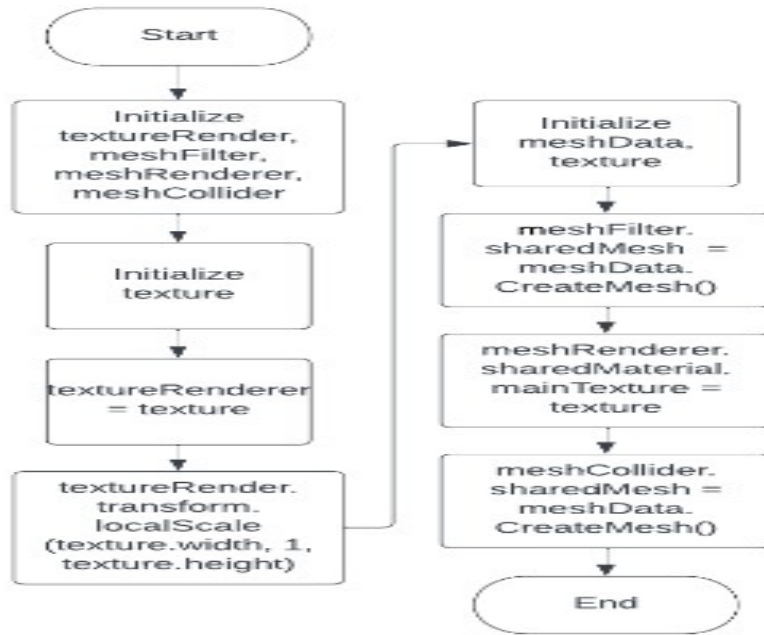 Start
Initialize
textureRender,
meshFilter,
meshRenderer,
meshCollider
Initialize
texture
textureRenderer
= texture
textureRender.
transform.
localScale
(texture.width, 1,
texture.height)
Initialize
meshData,
texture
meshFilter.
sharedMesh =
meshData.
CreateMesh()
meshRenderer.
sharedMaterial.
mainTexture =
texture
meshCollider.
sharedMesh =
meshData.
CreateMesh()
End